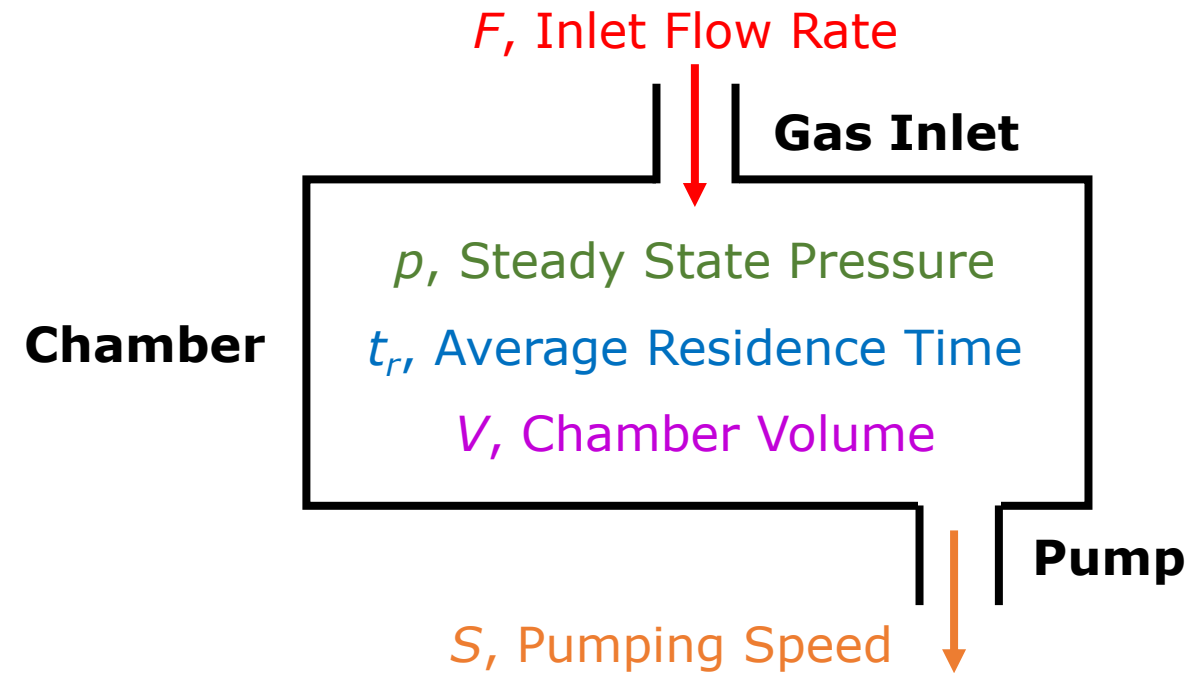 F, Inlet Flow Rate
Gas Inlet
p, Steady State Pressure
Chamber
tr, Average Residence Time
V, Chamber Volume
Pump
S, Pumping Speed